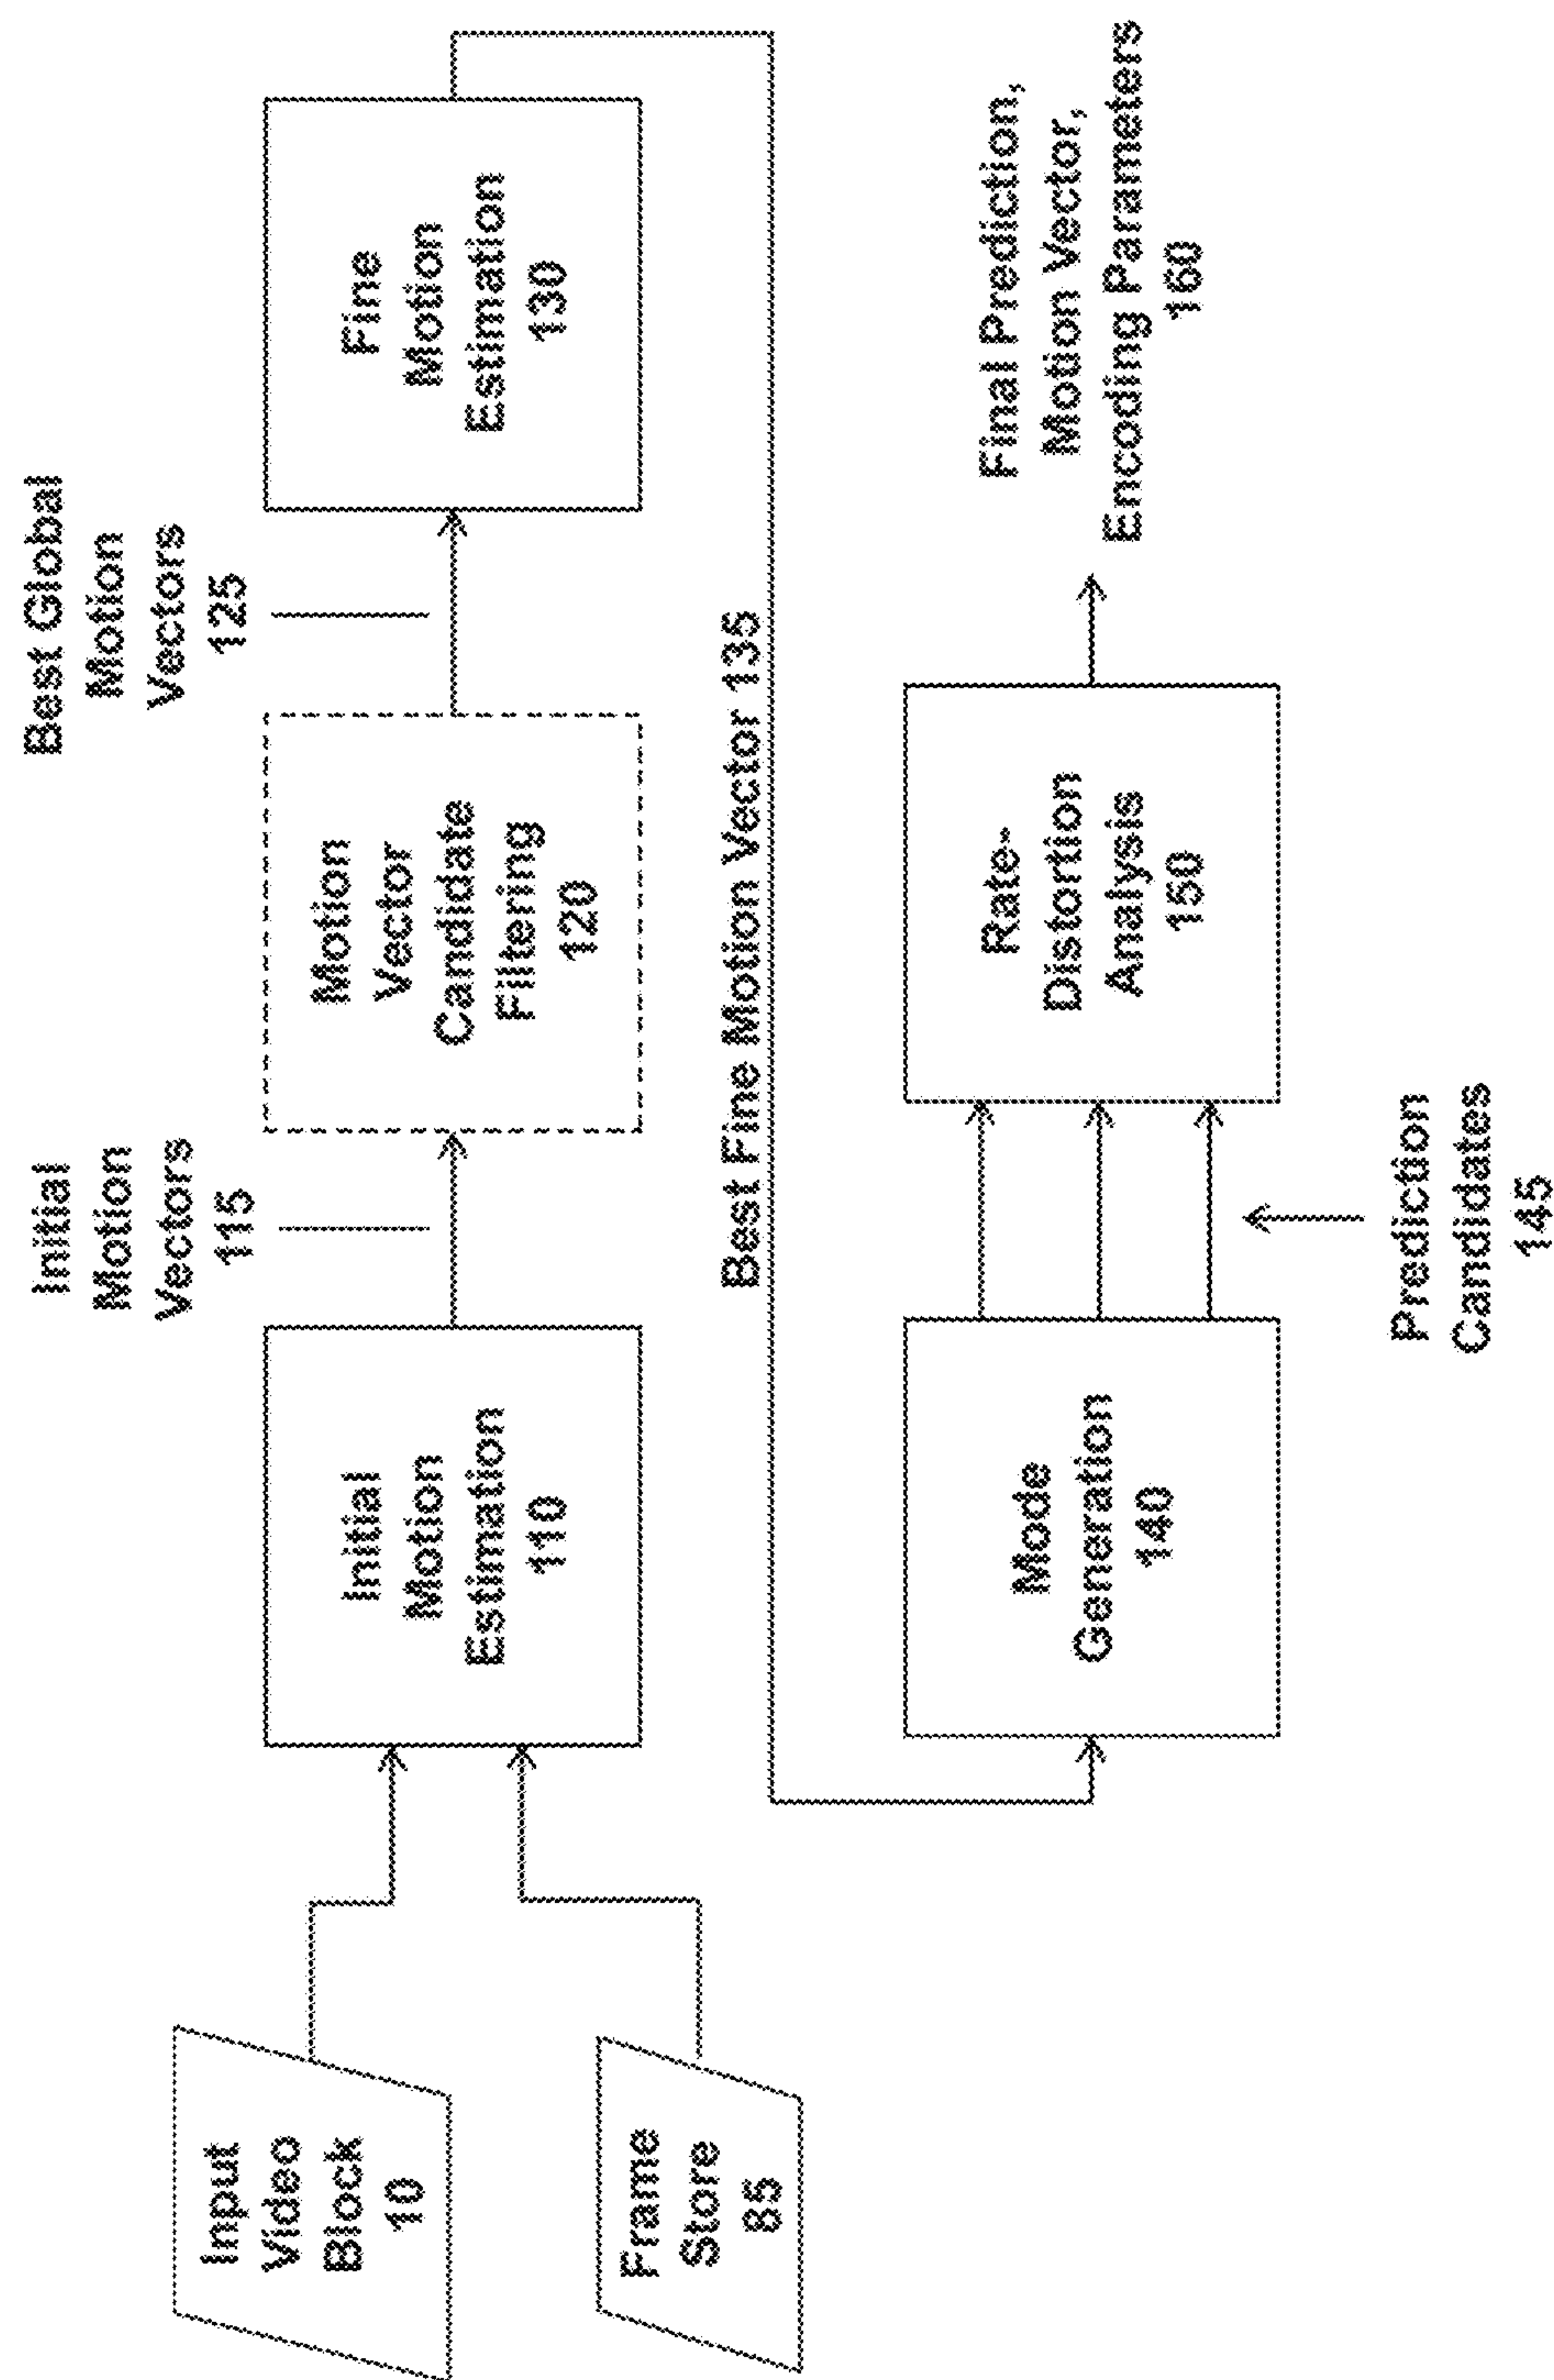 Input
Video
Block
10
Frame
Store
85
Initial
Motion
Estimation
110
Initial
Motion
Vectors
115
Motion
Vector
Candidate
Filtering
120
Best Global
Motion
Vectors
125
Fine
Motion
Estimation
130
Best Fine Motion Vector 135
Mode
Generation
140
Prediction
Candidates
145
Rate-
Distortion
Analysis
150
Final Prediction,
Motion Vector,
Encoding Parameters
160